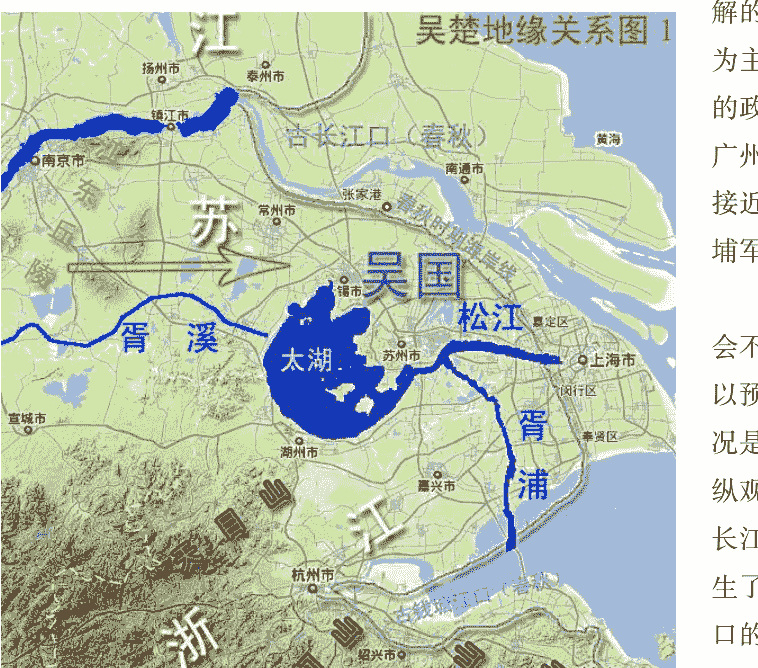 吴楚地缘关系图1
江
扬州市
泰州市
镇江市
古长江口（春秋）
黄海
南京市
南通市
张家港
东
常州市
苏
春秋时期海岸线
丘
陵
吴国
锡市
松江
嘉定区
胥溪
太湖
苏州市
上海市
闵行区
宣城市
胥
奉贤区
湖州市
浦
嘉兴市
江
目山
杭州市
古钱塘江口（春秋
浙
山
绍兴市
解的
为主
的政
广州
接近
埔军
会不
以预
况是
纵观
长江
生了
口的